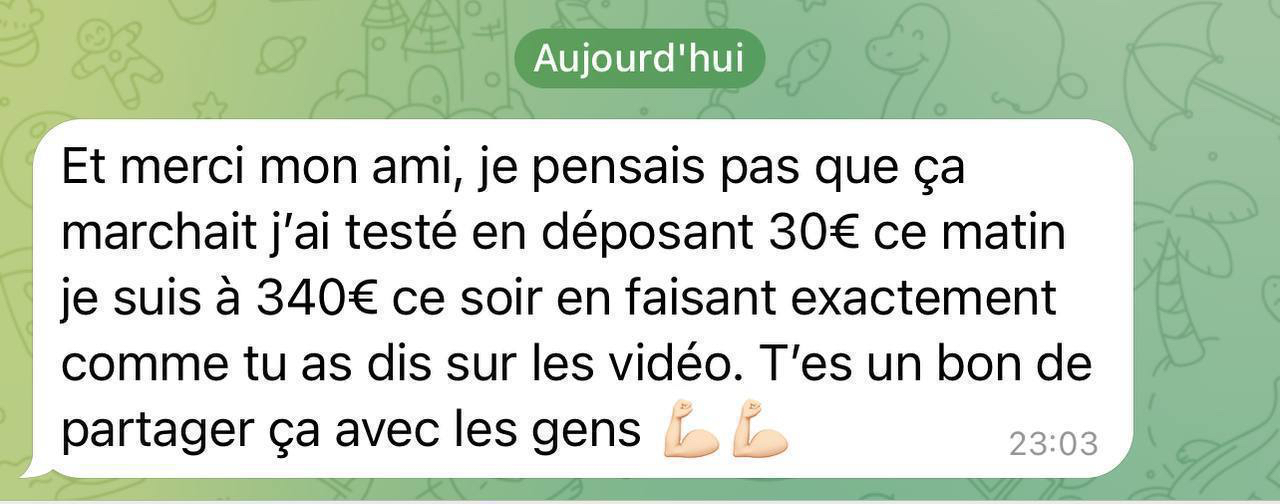 Aujourd'hui
Et merci mon ami, je pensais pas que ça
marchait j’ai testé en déposant 30€ ce matin
je suis à 340€ ce soir en faisant exactement
comme tu as dis sur les vidéo. T’es un bon de
partager ça avec les gens 💪🏻💪🏻
23:03